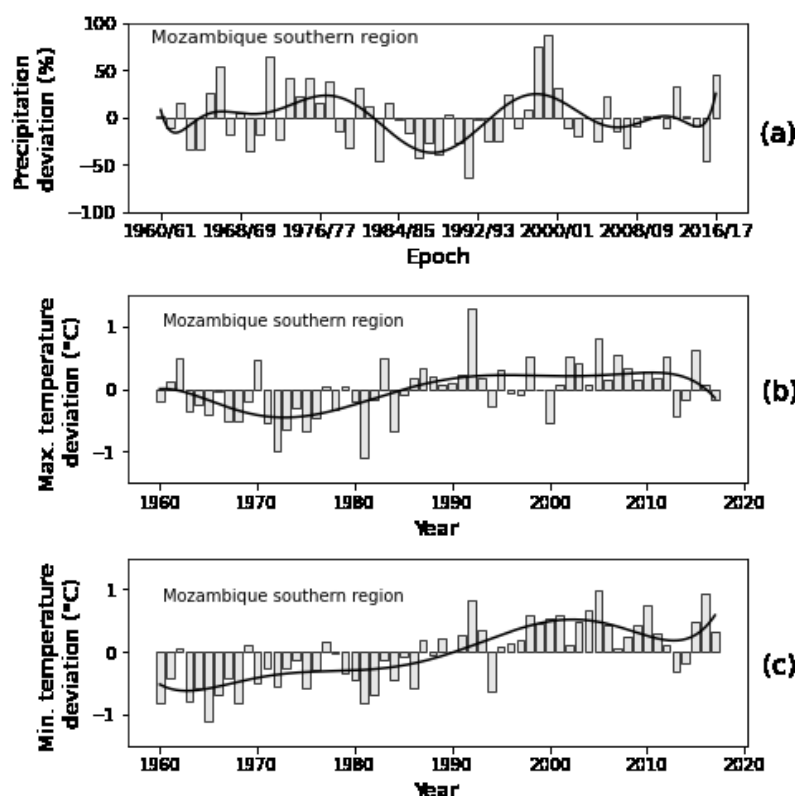 100
Mozambique southern region
50
0
−50
−100
Precipitation
deviation (%)
1960/61 1968/69 1976/77 1984/85 1992/93 2000/01 2008/09 2016/17
Epoch
(a)
Mozambique southern region
1
0
−1
Max. temperature
deviation (°C)
1960 1970 1980 1990 2000 2010 2020
Year
(b)
Mozambique southern region
1
0
−1
Min. temperature
deviation (°C)
1960 1970 1980 1990 2000 2010 2020
Year
(c)